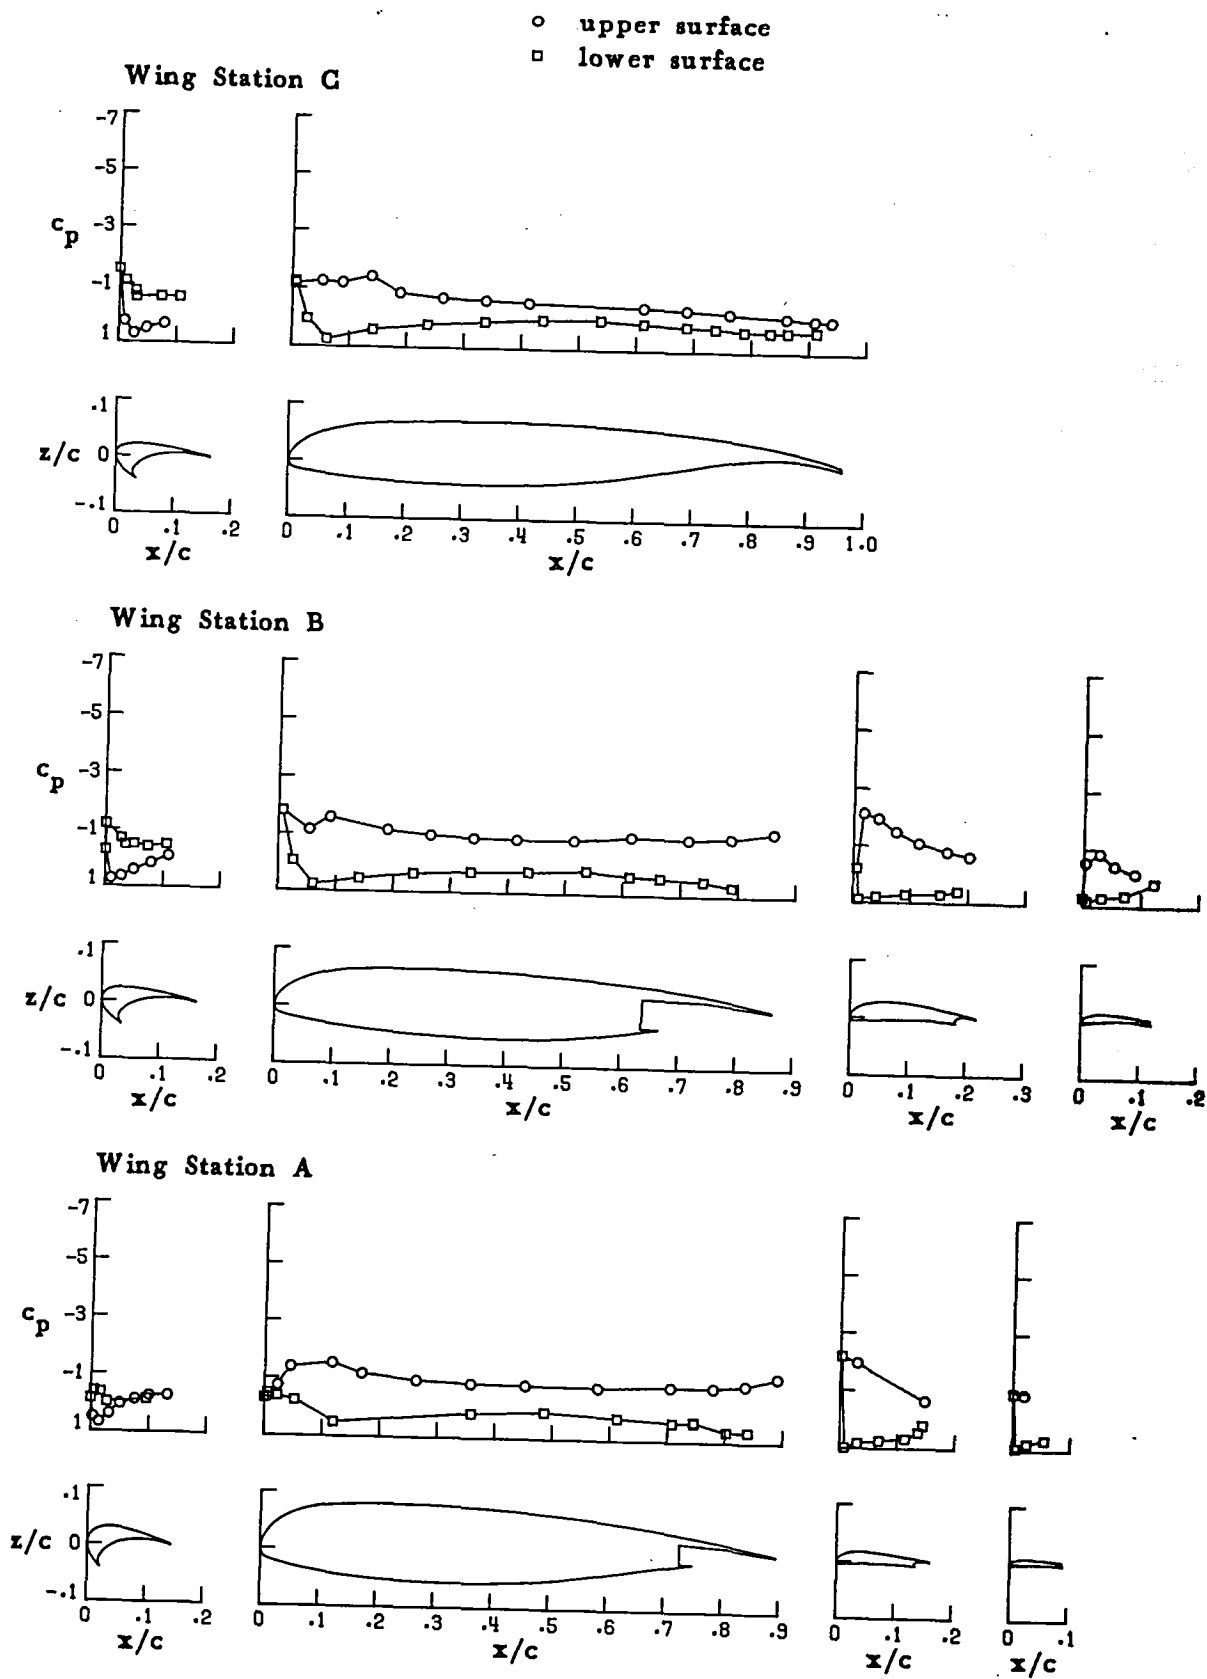 ○ upper surface
□ lower surface
Wing Station C
-7
-5
c_p -3
-1
1
.1
z/c 0
-.1
0 .1 .2
x/c
0 .1 .2 .3 .4 .5 .6 .7 .8 .9 1.0
x/c
Wing Station B
-7
-5
c_p -3
-1
1
.1
z/c 0
-.1
0 .1 .2
x/c
0 .1 .2 .3 .4 .5 .6 .7 .8 .9
x/c
0 .1 .2 .3
x/c
0 .1 .2
x/c
Wing Station A
-7
-5
c_p -3
-1
1
.1
z/c 0
-.1
0 .1 .2
x/c
0 .1 .2 .3 .4 .5 .6 .7 .8 .9
x/c
0 .1 .2
x/c
0 .1
x/c